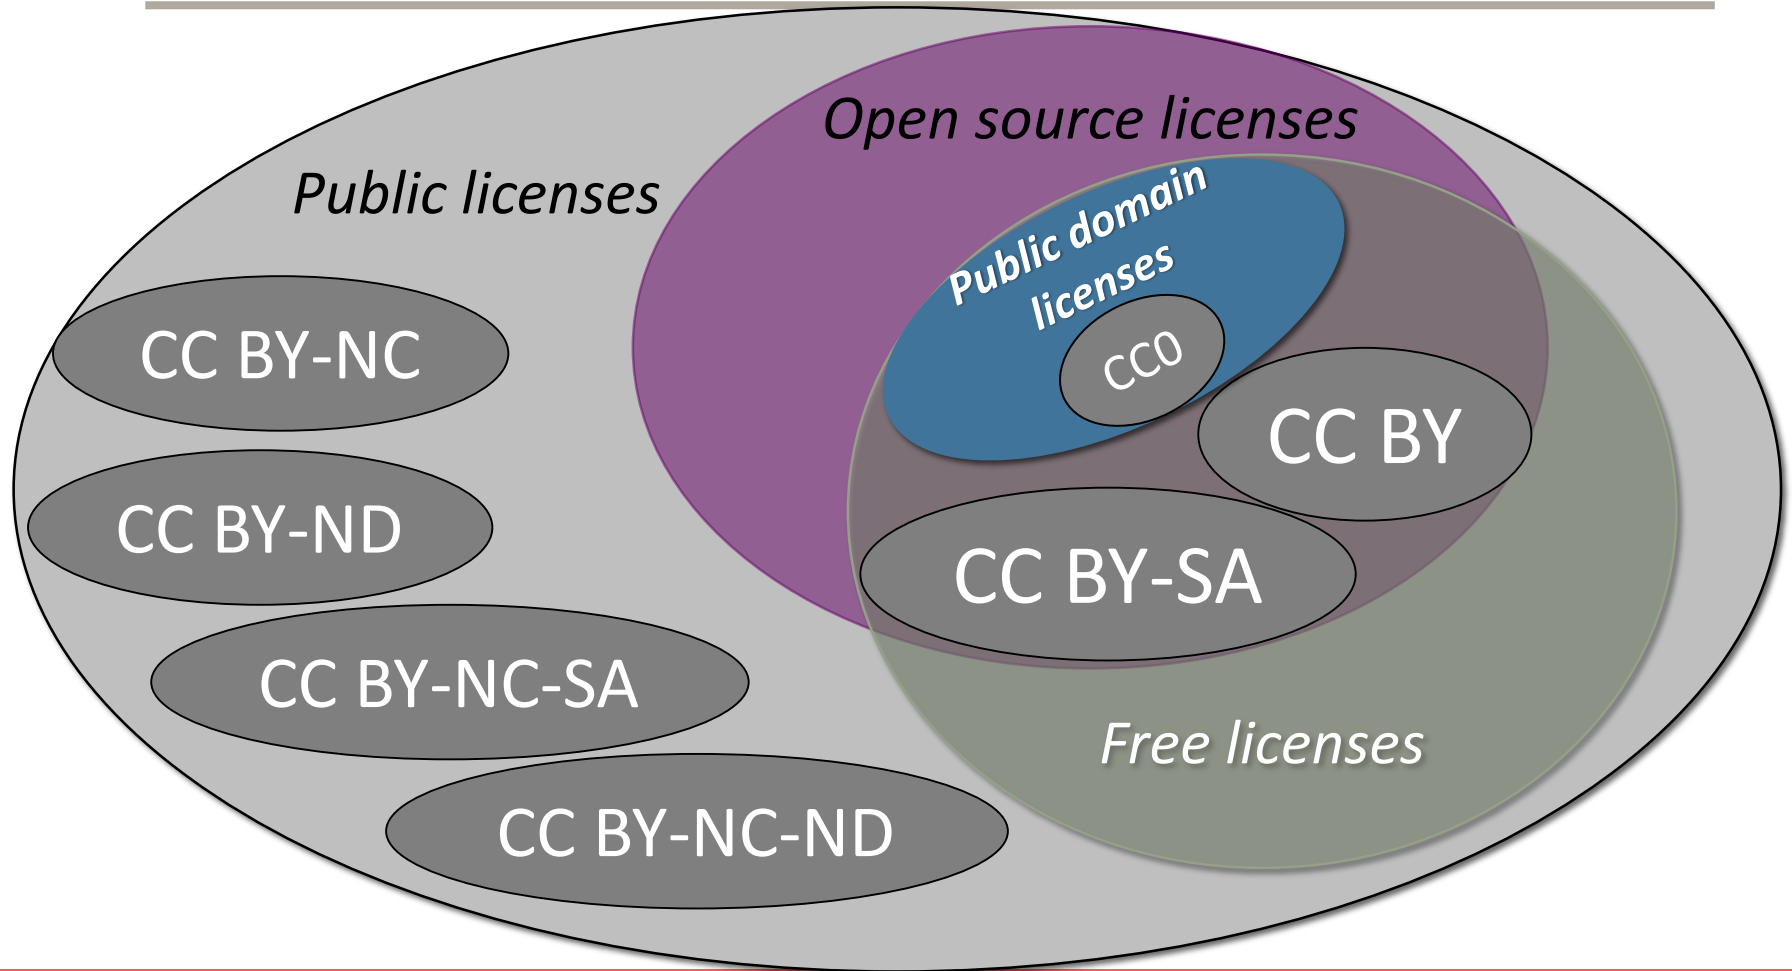 Open source licenses
Public licenses
Public domain
licenses
CC0
CC BY-NC
CC BY
CC BY-ND
CC BY-SA
CC BY-NC-SA
Free licenses
CC BY-NC-ND